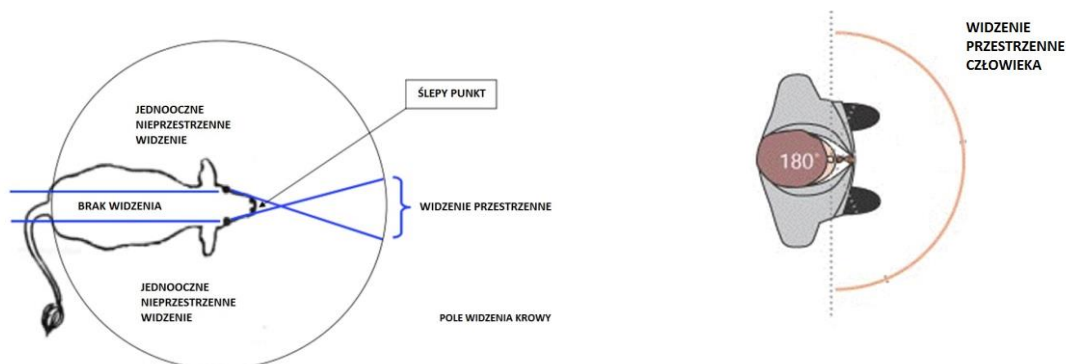 JEDNOOCZNE
NIEPRZESTRZENNE
WIDZENIE
ŚLEPY PUNKT
BRAK WIDZENIA
WIDZENIE PRZESTRZENNE
JEDNOOCZNE
NIEPRZESTRZENNE
WIDZENIE
POLE WIDZENIA KROWY
WIDZENIE
PRZESTRZENNE
CZŁOWIEKA
180°